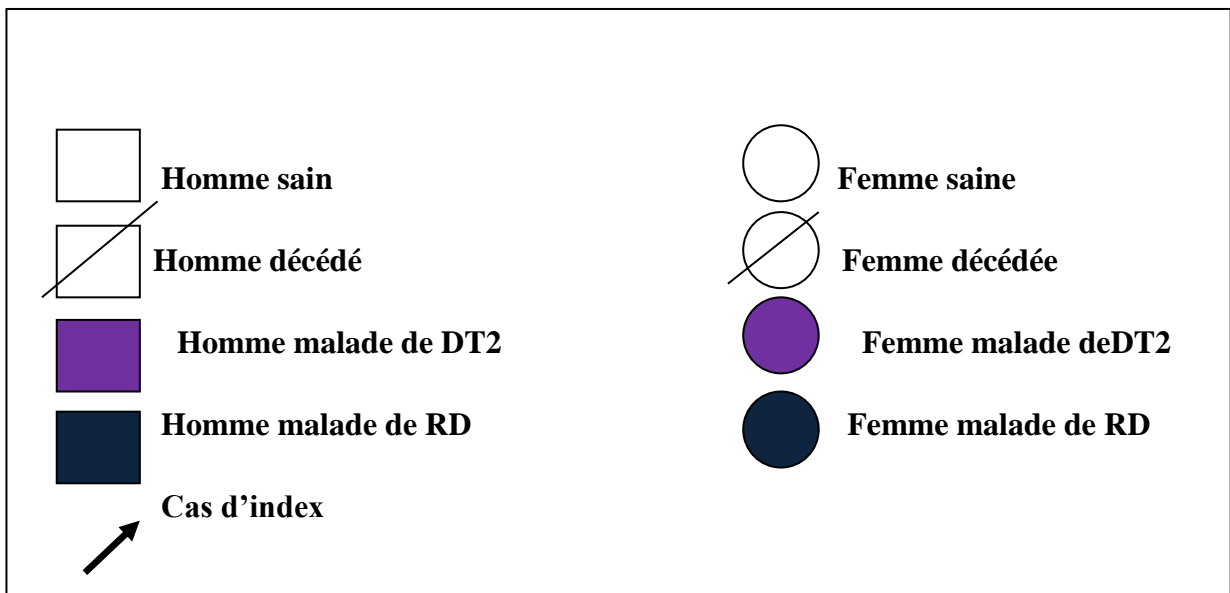 Homme sain
Femme saine
Homme décédé
Femme décédée
Homme malade de DT2
Femme malade deDT2
Homme malade de RD
Femme malade de RD
Cas d’index